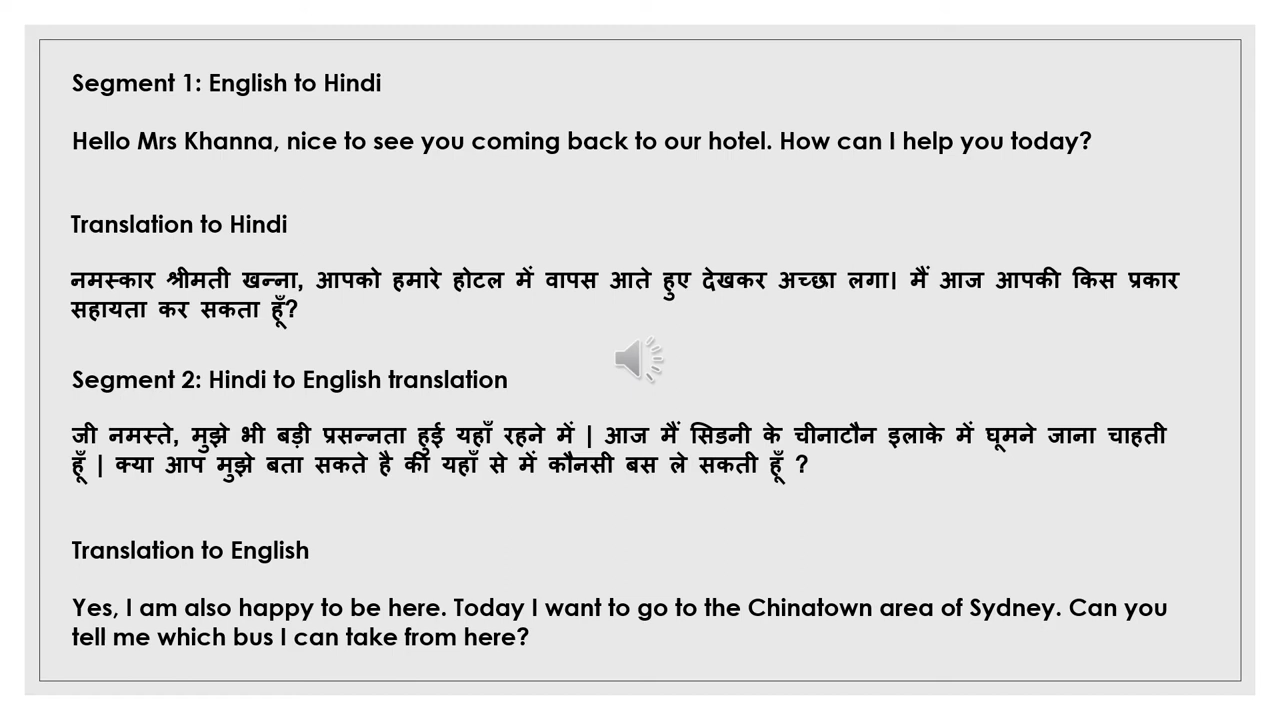 Segment 1: English to Hindi
Hello Mrs Khanna, nice to see you coming back to our hotel. How can I help you today?
Translation to Hindi
नमस्कार श्रीमती खन्ना, आपको हमारे होटल में वापस आते हुए देखकर अच्छा लगा। मैं आज आपकी किस प्रकार
सहायता कर सकता हूँ?
Segment 2: Hindi to English translation
जी नमस्ते, मुझे भी बड़ी प्रसन्नता हुई यहाँ रहने में | आज मैं सिडनी के चीनाटौन इलाके में घूमने जाना चाहती
हूँ | क्या आप मुझे बता सकते है की यहाँ से में कौनसी बस ले सकती हूँ ?
Translation to English
Yes, I am also happy to be here. Today I want to go to the Chinatown area of Sydney. Can you
tell me which bus I can take from here?